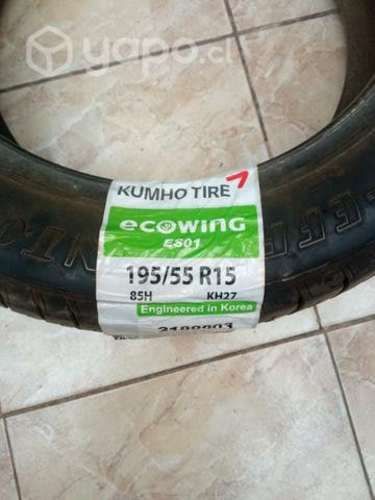 yapo.cl
KUMHO TIRE
ecowing
ES01
195/55 R15
85H KH27
Engineered in Korea